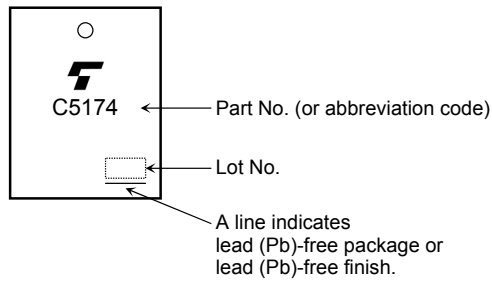 C5174
Part No. (or abbreviation code)
Lot No.
A line indicates
lead (Pb)-free package or
lead (Pb)-free finish.